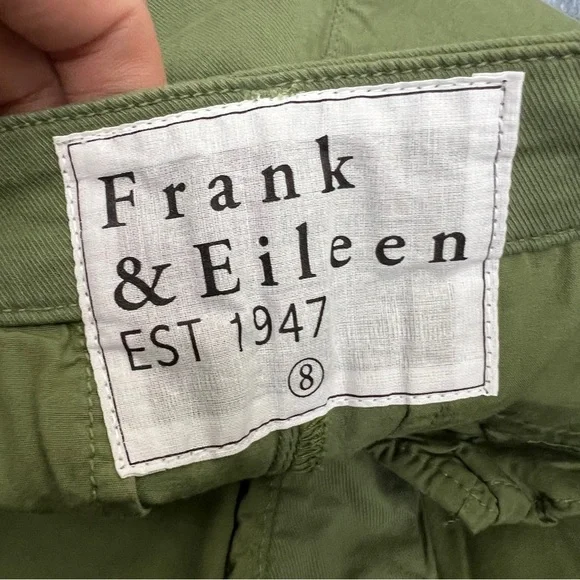 Frank
& Eileen
EST 1947
8